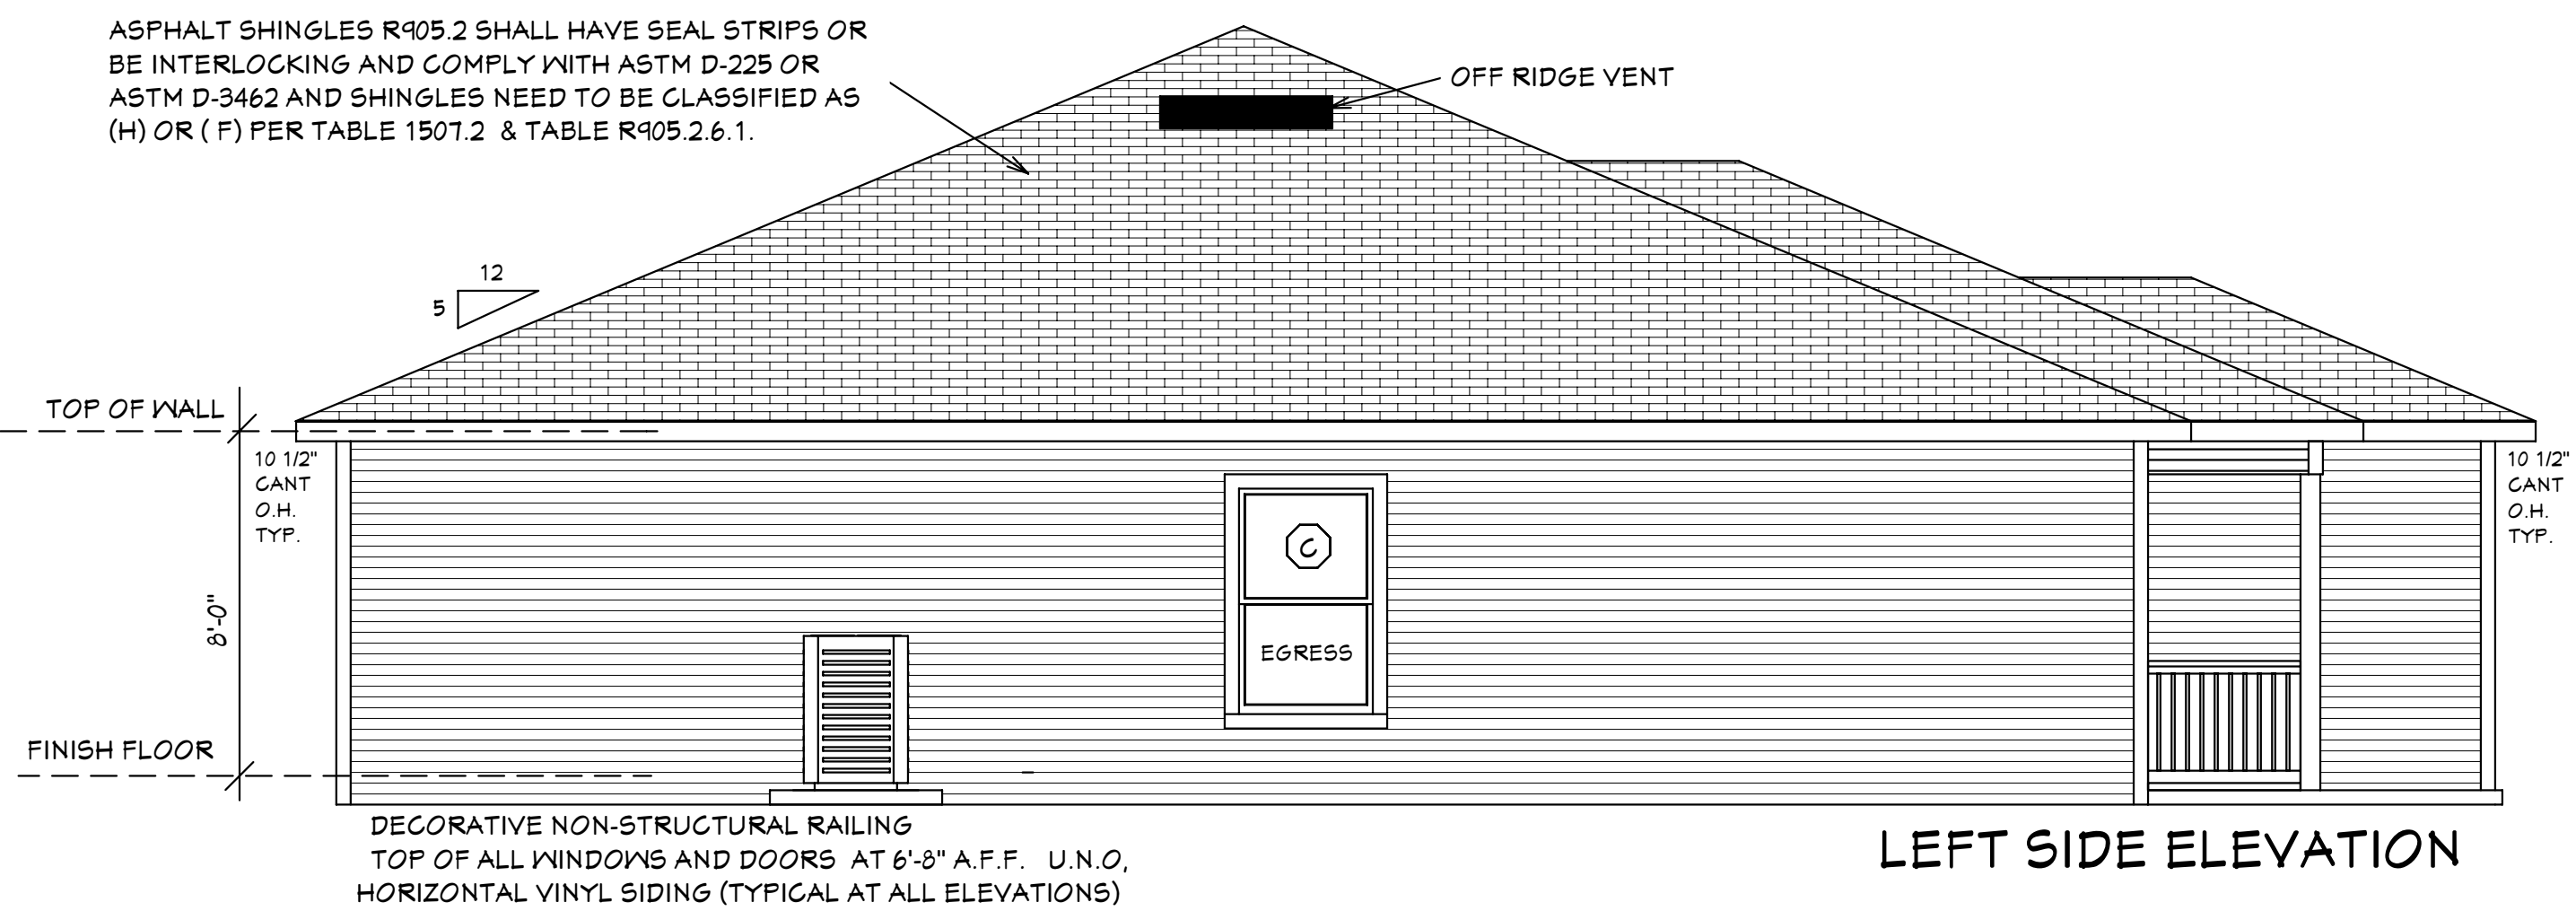 ASPHALT SHINGLES R905.2 SHALL HAVE SEAL STRIPS OR
BE INTERLOCKING AND COMPLY WITH ASTM D-225 OR
ASTM D-3462 AND SHINGLES NEED TO BE CLASSIFIED AS
(H) OR ( F) PER TABLE 1507.2 & TABLE R905.2.6.1.
OFF RIDGE VENT
12
5
TOP OF WALL
10 1/2"
CANT
O.H.
TYP.
10 1/2"
CANT
O.H.
TYP.
C
8'-0"
EGRESS
FINISH FLOOR
DECORATIVE NON-STRUCTURAL RAILING
TOP OF ALL WINDOWS AND DOORS AT 6'-8" A.F.F. U.N.O,
HORIZONTAL VINYL SIDING (TYPICAL AT ALL ELEVATIONS)
LEFT SIDE ELEVATION